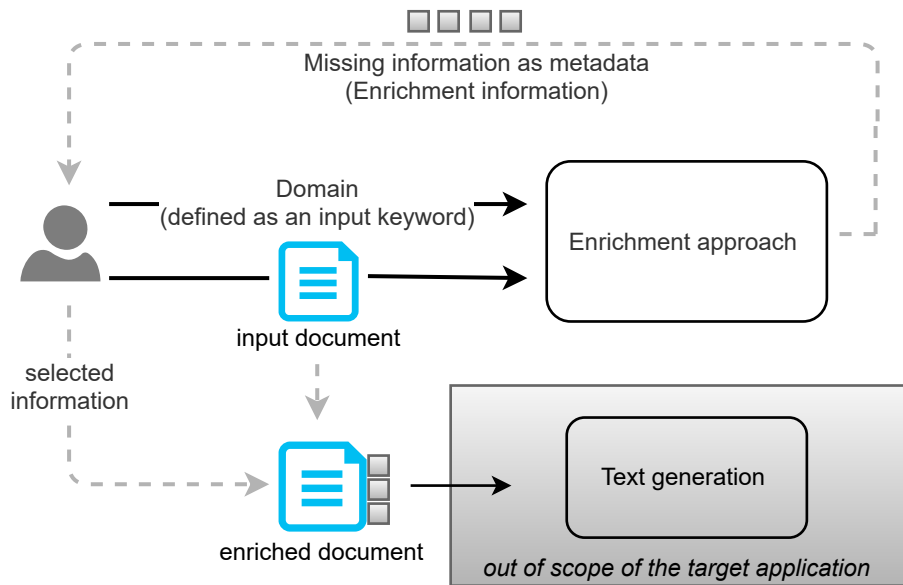 Missing information as metadata
(Enrichment information)
Domain
(defined as an input keyword)
Enrichment approach
input document
selected
information
Text generation
enriched document
out of scope of the target application